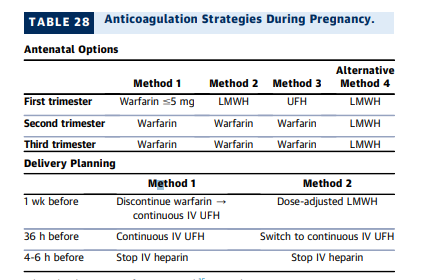 TABLE 28 Anticoagulation Strategies During Pregnancy.
Antenatal Options
Alternative
Method 1 Method 2 Method 3 Method 4
First trimester Warfarin ≤5 mg LMWH UFH LMWH
Second trimester Warfarin Warfarin Warfarin LMWH
Third trimester Warfarin Warfarin Warfarin LMWH
Delivery Planning
Method 1 Method 2
1 wk before Discontinue warfarin → Dose-adjusted LMWH
continuous IV UFH
36 h before Continuous IV UFH Switch to continuous IV UFH
4-6 h before Stop IV heparin Stop IV heparin